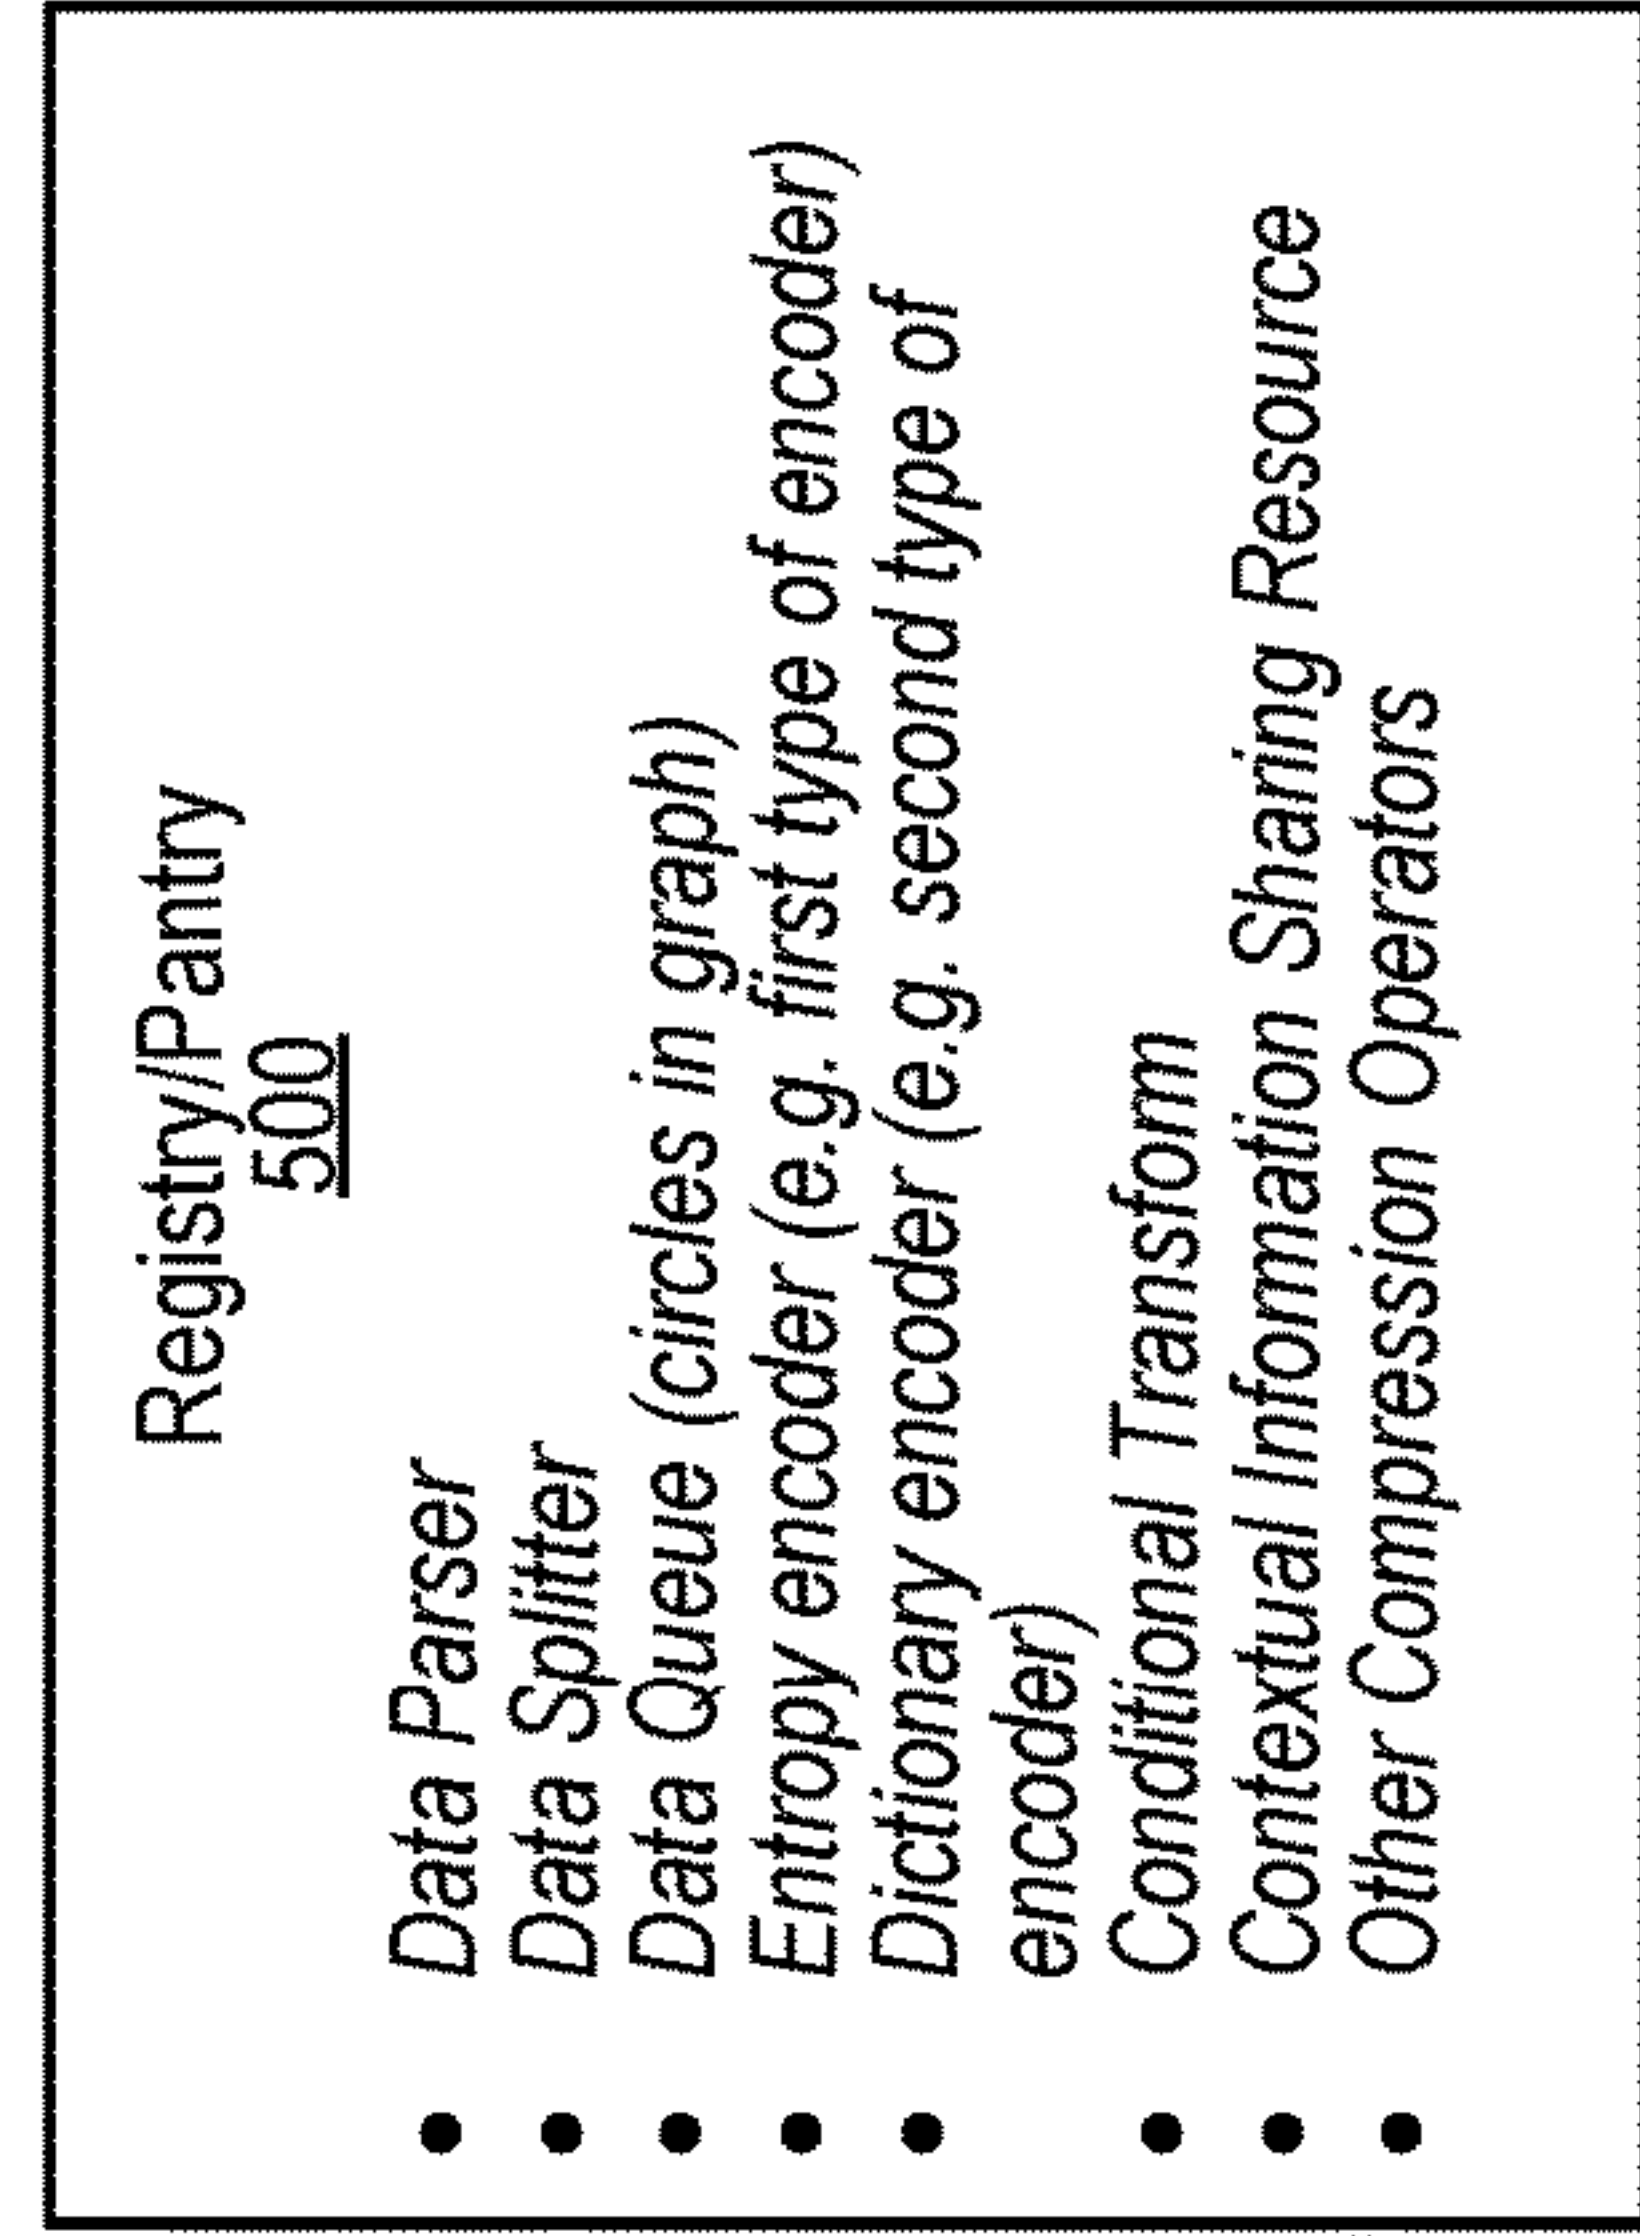 Registry/Pantry
500
• Data Parser
• Data Splitter
• Data Queue (circles in graph)
• Entropy encoder (e.g. first type of encoder)
• Dictionary encoder (e.g. second type of
encoder)
• Conditional Transform
• Contextual Information Sharing Resource
• Other Compression Operators